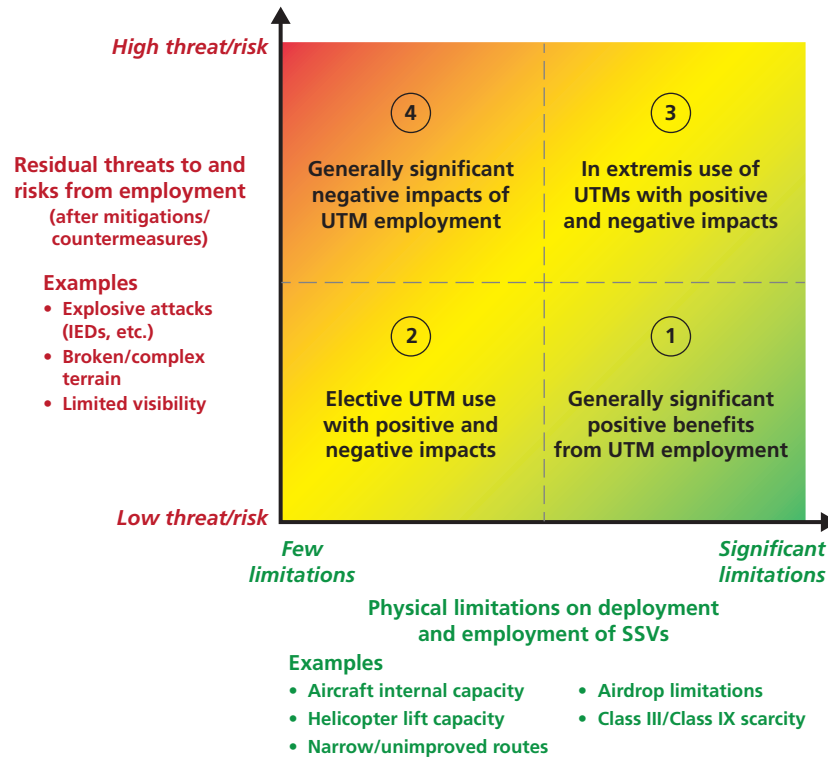 High threat/risk
Residual threats to and
risks from employment
(after mitigations/
countermeasures)
Examples
• Explosive attacks
(IEDs, etc.)
• Broken/complex
terrain
• Limited visibility
Low threat/risk
4
Generally significant
negative impacts of
UTM employment
3
In extremis use of
UTMs with positive
and negative impacts
2
Elective UTM use
with positive and
negative impacts
1
Generally significant
positive benefits
from UTM employment
Few
limitations
Significant
limitations
Physical limitations on deployment
and employment of SSVs
Examples
• Aircraft internal capacity
• Helicopter lift capacity
• Narrow/unimproved routes
• Airdrop limitations
• Class III/Class IX scarcity